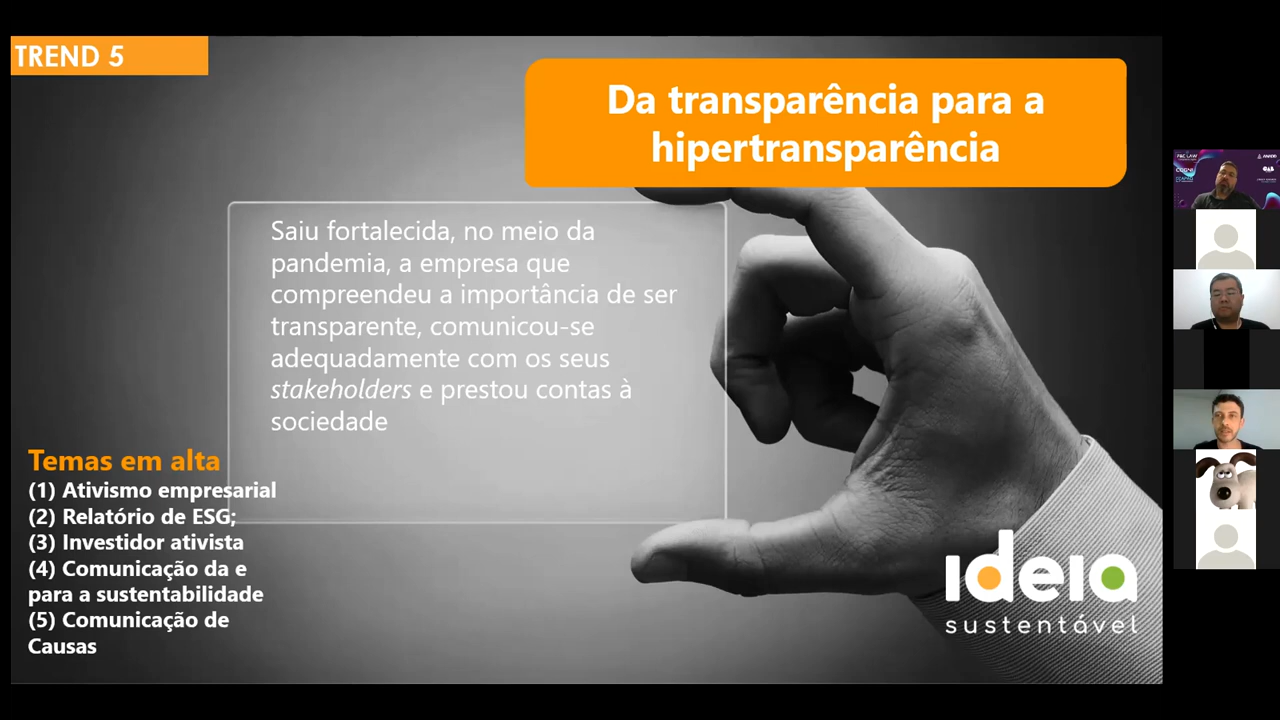 TREND 5
Da transparência para a
hipertransparência
Saiu fortalecida, no meio da
pandemia, a empresa que
compreendeu a importância de ser
transparente, comunicou-se
adequadamente com os seus
stakeholders e prestou contas à
sociedade
Temas em alta
(1) Ativismo empresarial
(2) Relatório de ESG;
(3) Investidor ativista
(4) Comunicação da e
para a sustentabilidade
(5) Comunicação de
Causas
ideia
sustentável